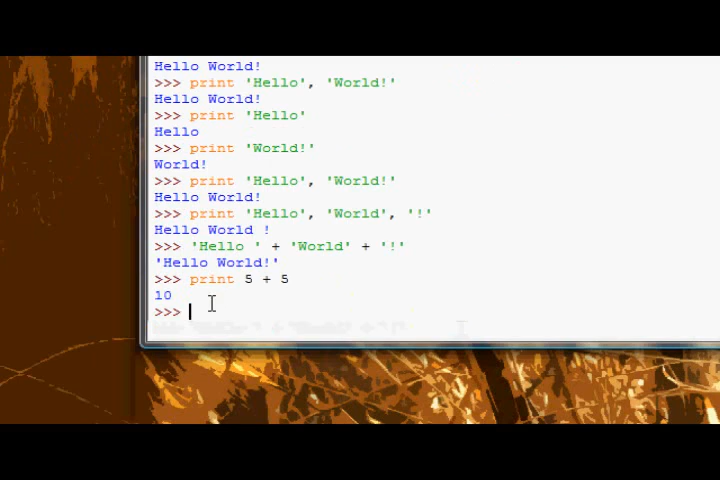 Hello World!
>>> print 'Hello', 'World!'
Hello World!
>>> print 'Hello'
Hello
>>> print 'World!'
World!
>>> print 'Hello', 'World!'
Hello World!
>>> print 'Hello', 'World', '!'
Hello World !
>>> 'Hello ' + 'World' + '!'
'Hello World!'
>>> print 5 + 5
10
>>>